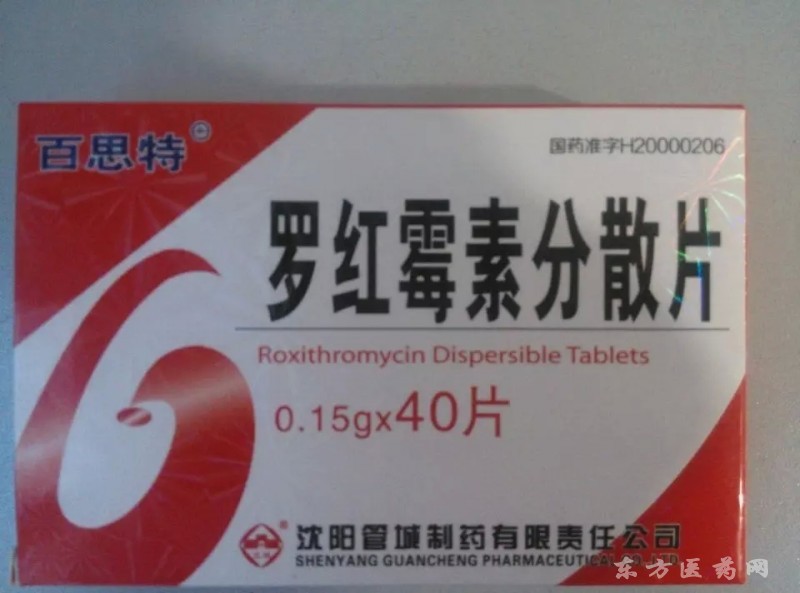 百思特®
国药准字H20000206
罗红霉素分散片
Roxithromycin Dispersible Tablets
0.15gx40片
沈阳管城制药有限责任公司
SHENYANG GUANCHENG PHARMACEUTICAL CO.,LTD.
东方医药网